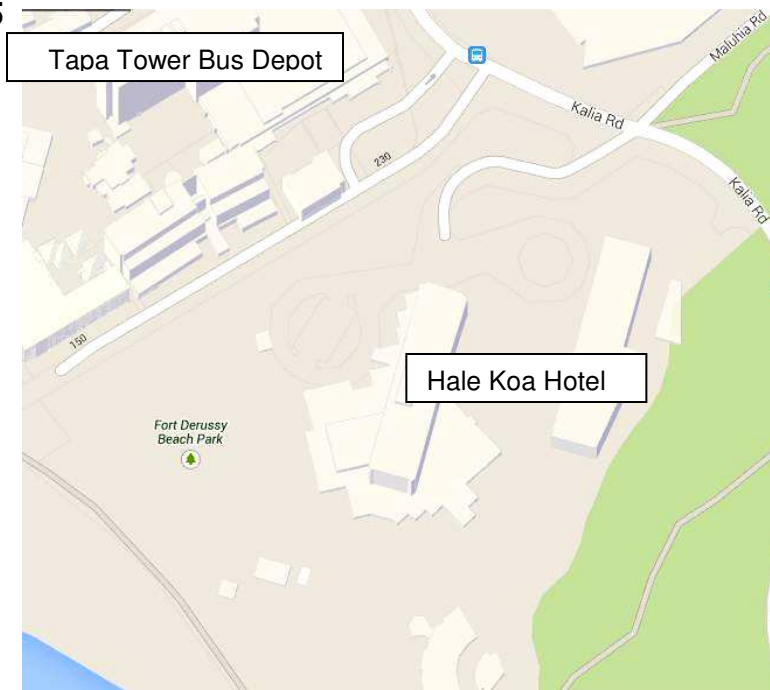 5
Tapa Tower Bus Depot
Maluhia Rd
Kalia Rd
230
Kalia Rd
150
Hale Koa Hotel
Fort Derussy
Beach Park